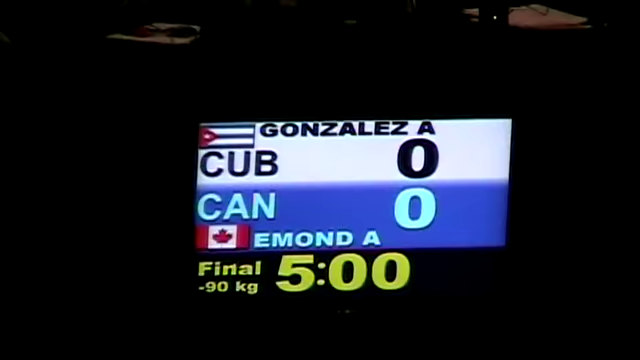 GONZALEZ A
CUB 0
CAN 0
EMOND A
Final 5:00
-90 kg